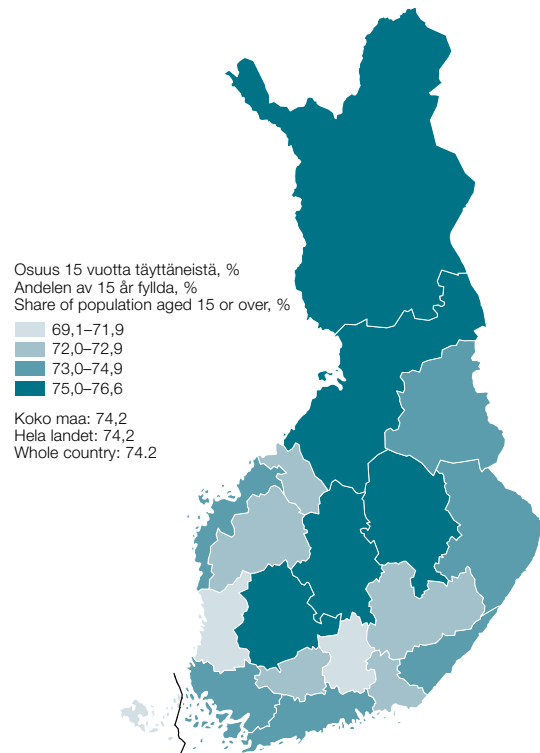 Osuus 15 vuotta täyttäneistä, %
Andelen av 15 år fyllda, %
Share of population aged 15 or over, %
69,1–71,9
72,0–72,9
73,0–74,9
75,0–76,6
Koko maa: 74,2
Hela landet: 74,2
Whole country: 74.2